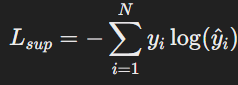 L_{sup} = -\sum_{i=1}^{N} y_i \log(\hat{y}_i)